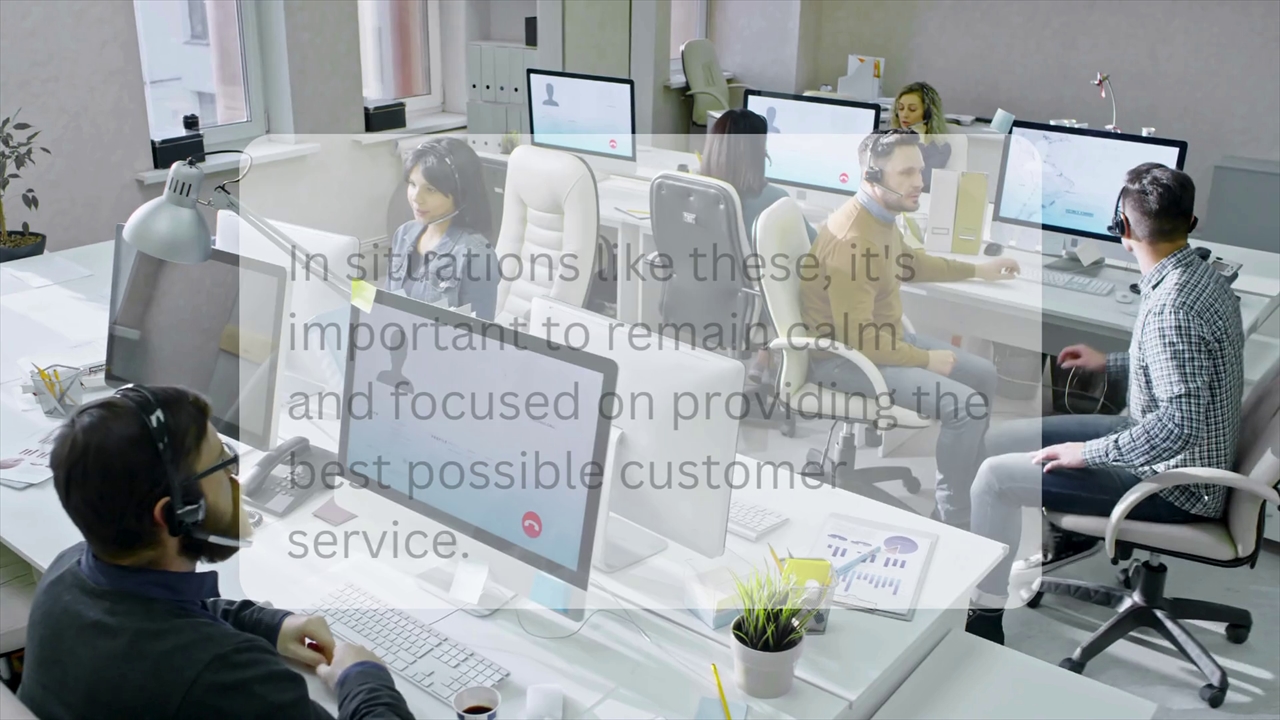 In situations like these, it's
important to remain calm
and focused on providing the
best possible customer
service.